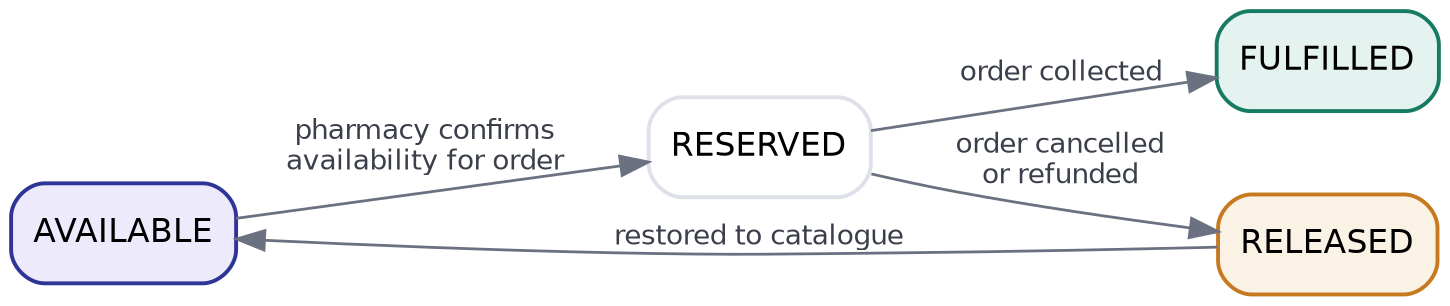 AVAILABLE
pharmacy confirms
availability for order
RESERVED
order collected
FULFILLED
order cancelled
or refunded
RELEASED
restored to catalogue